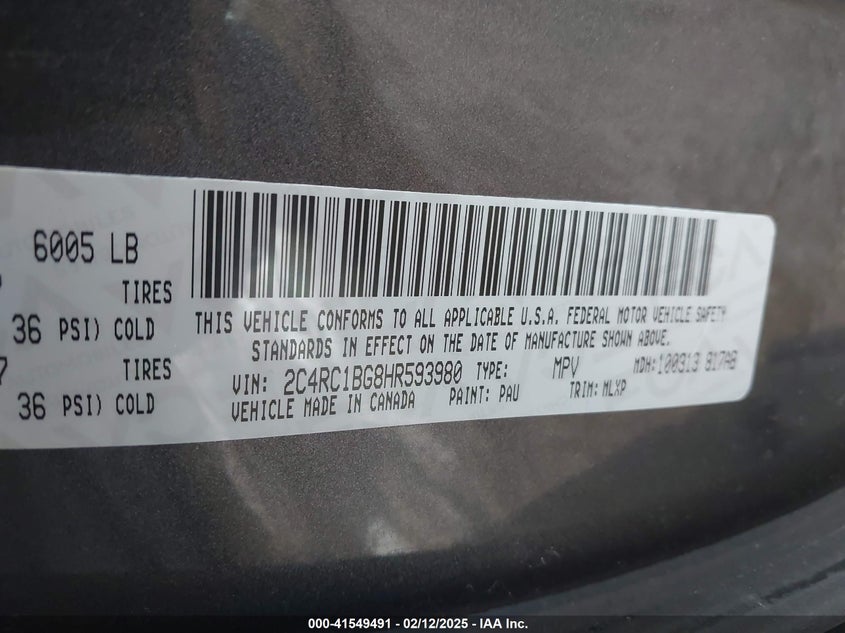 6005 LB
TIRES
36 PSI) COLD
TIRES
36 PSI) COLD
THIS VEHICLE CONFORMS TO ALL APPLICABLE U.S.A. FEDERAL MOTOR VEHICLE SAFETY
STANDARDS IN EFFECT ON THE DATE OF MANUFACTURE SHOWN ABOVE.
VIN: 2C4RC1BG8HR593980 TYPE: MPV MDH: 100313 817AB
VEHICLE MADE IN CANADA PAINT: PAU TRIM: MLXP
000-41549491 - 02/12/2025 - IAA Inc.